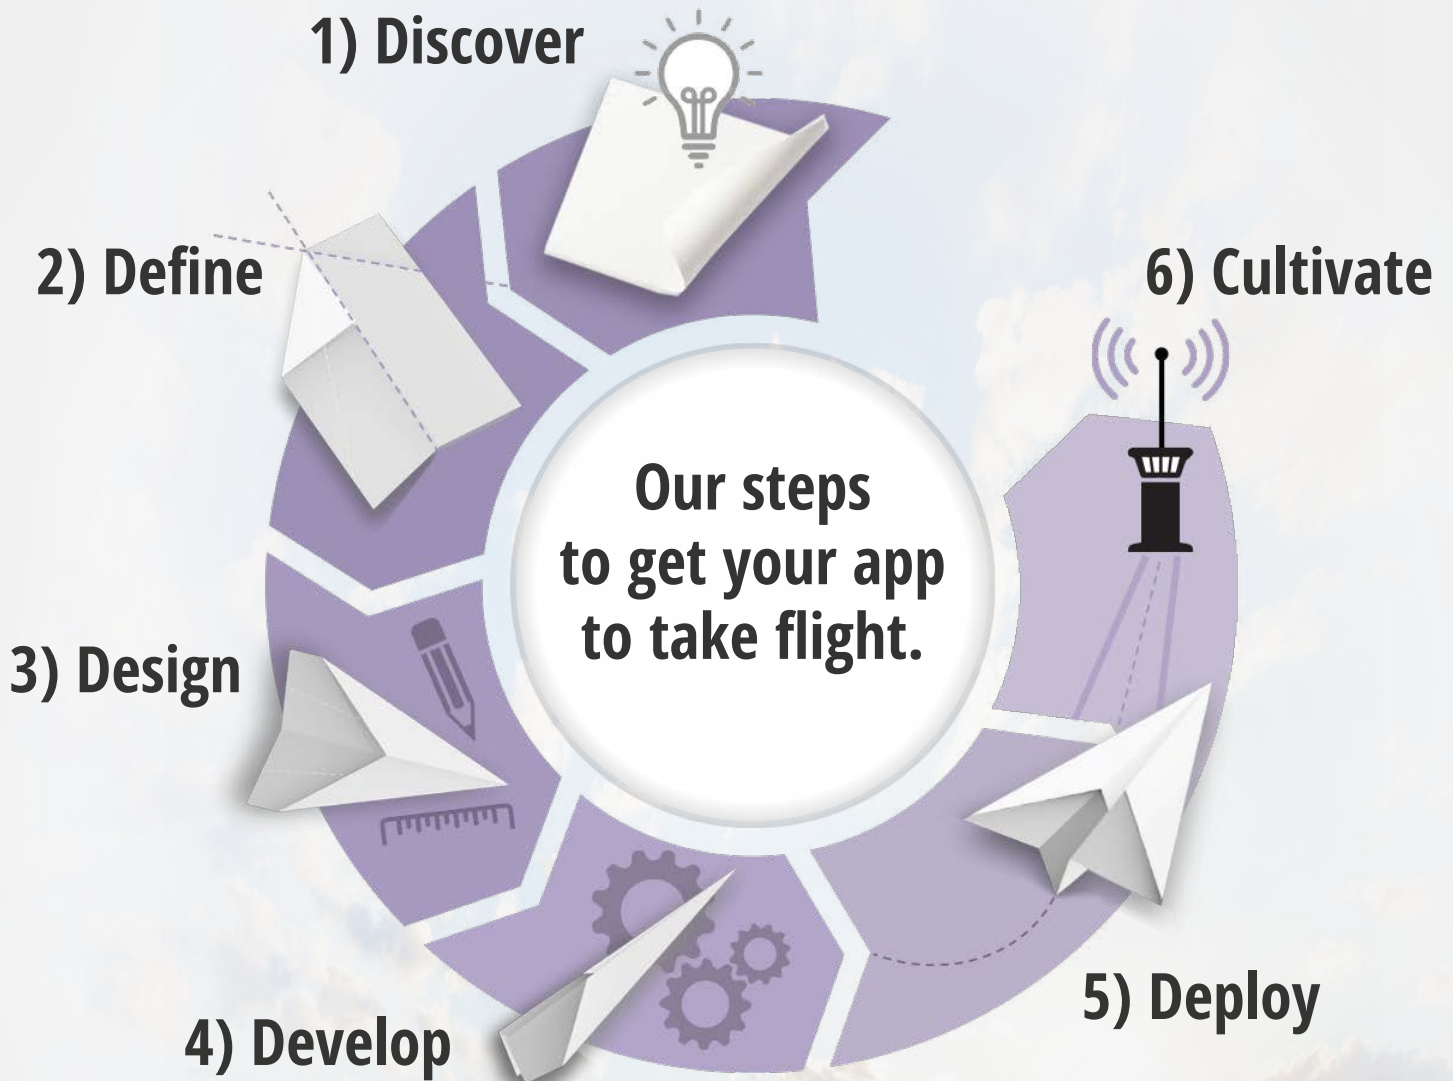 1) Discover
2) Define
3) Design
4) Develop
5) Deploy
6) Cultivate
Our steps
to get your app
to take flight.